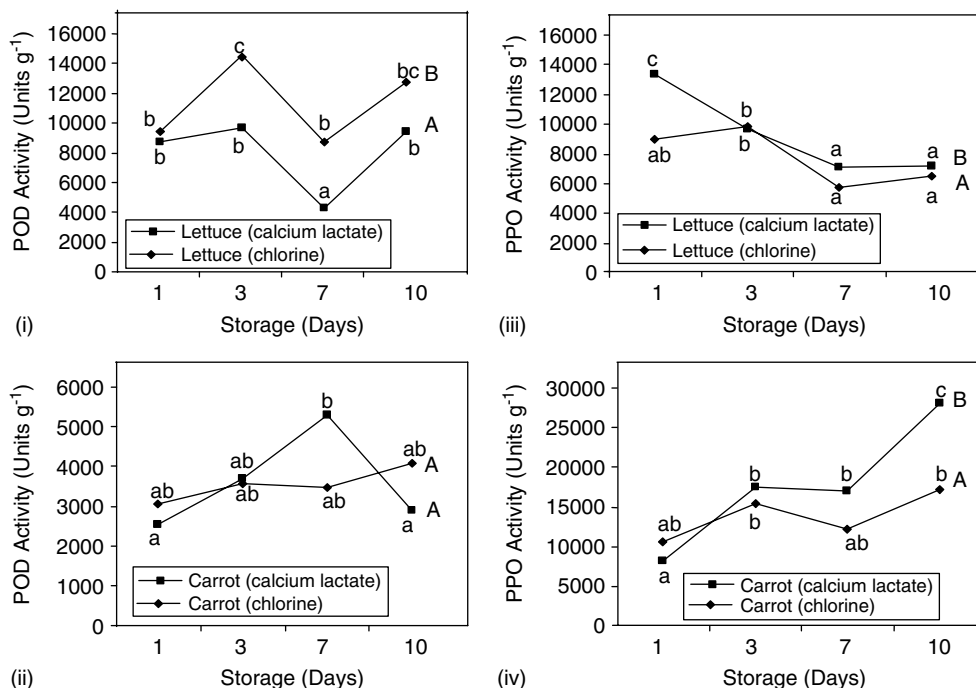 POD Activity (Units g⁻¹)
16000
14000
12000
10000
8000
6000
4000
2000
0
b
c
b
bc B
b
b
a
b
A
Lettuce (calcium lactate)
Lettuce (chlorine)
1 3 7 10
(i)
Storage (Days)
PPO Activity (Units g⁻¹)
16000
14000
12000
10000
8000
6000
4000
2000
0
c
ab
b
a
a
B
a
a
A
Lettuce (calcium lactate)
Lettuce (chlorine)
1 3 7 10
(iii)
Storage (Days)
POD Activity (Units g⁻¹)
6000
5000
4000
3000
2000
1000
0
ab
ab
b
ab
A
a
ab
ab
a
A
Carrot (calcium lactate)
Carrot (chlorine)
1 3 7 10
(ii)
Storage (Days)
PPO Activity (Units g⁻¹)
30000
25000
20000
15000
10000
5000
0
ab
b
b
c B
a
b
ab
b A
Carrot (calcium lactate)
Carrot (chlorine)
1 3 7 10
(iv)
Storage (Days)